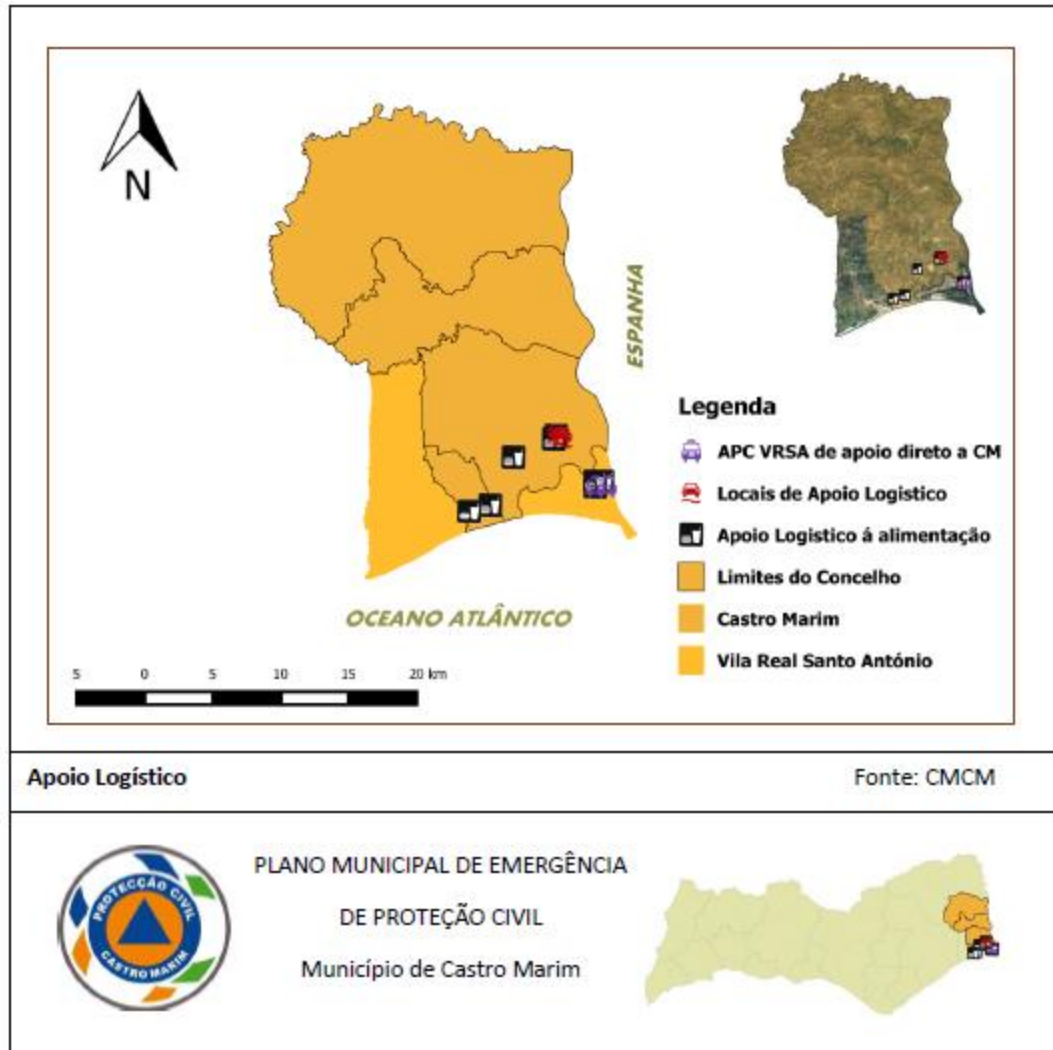 N
ESPANHA
OCEANO ATLÂNTICO
Legenda
APC VRSA de apoio direto a CM
Locais de Apoio Logistico
Apoio Logistico á alimentação
Limites do Concelho
Castro Marim
Vila Real Santo António
5 0 5 10 15 20 km
Apoio Logístico
Fonte: CMCM
PROTECÇÃO CIVIL
CASTRO MARIM
PLANO MUNICIPAL DE EMERGÊNCIA
DE PROTEÇÃO CIVIL
Município de Castro Marim